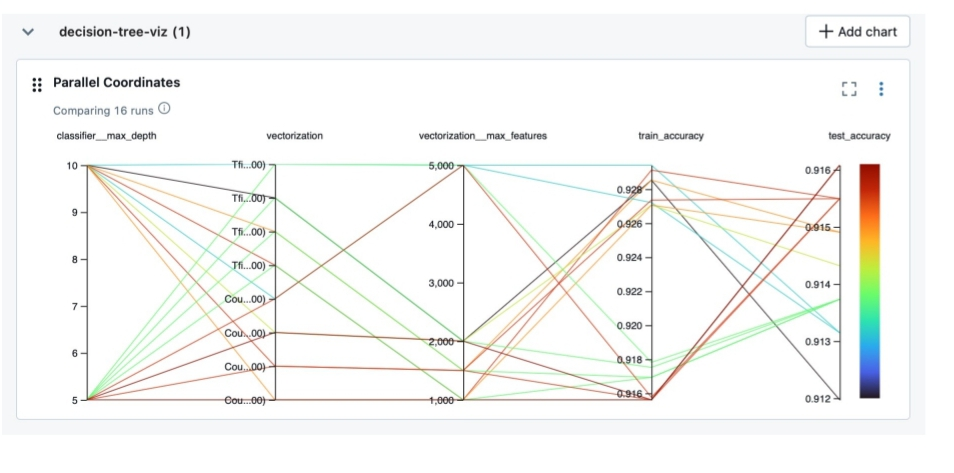 decision-tree-viz (1)
+ Add chart
Parallel Coordinates
Comparing 16 runs
classifier__max_depth vectorization vectorization__max_features train_accuracy test_accuracy
10
9
8
7
6
5
Tfi...00)
Tfi...00)
Tfi...00)
Tfi...00)
Cou...00)
Cou...00)
Cou...00)
Cou...00)
5,000
4,000
3,000
2,000
1,000
0.928
0.926
0.924
0.922
0.920
0.918
0.916
0.916
0.915
0.914
0.913
0.912